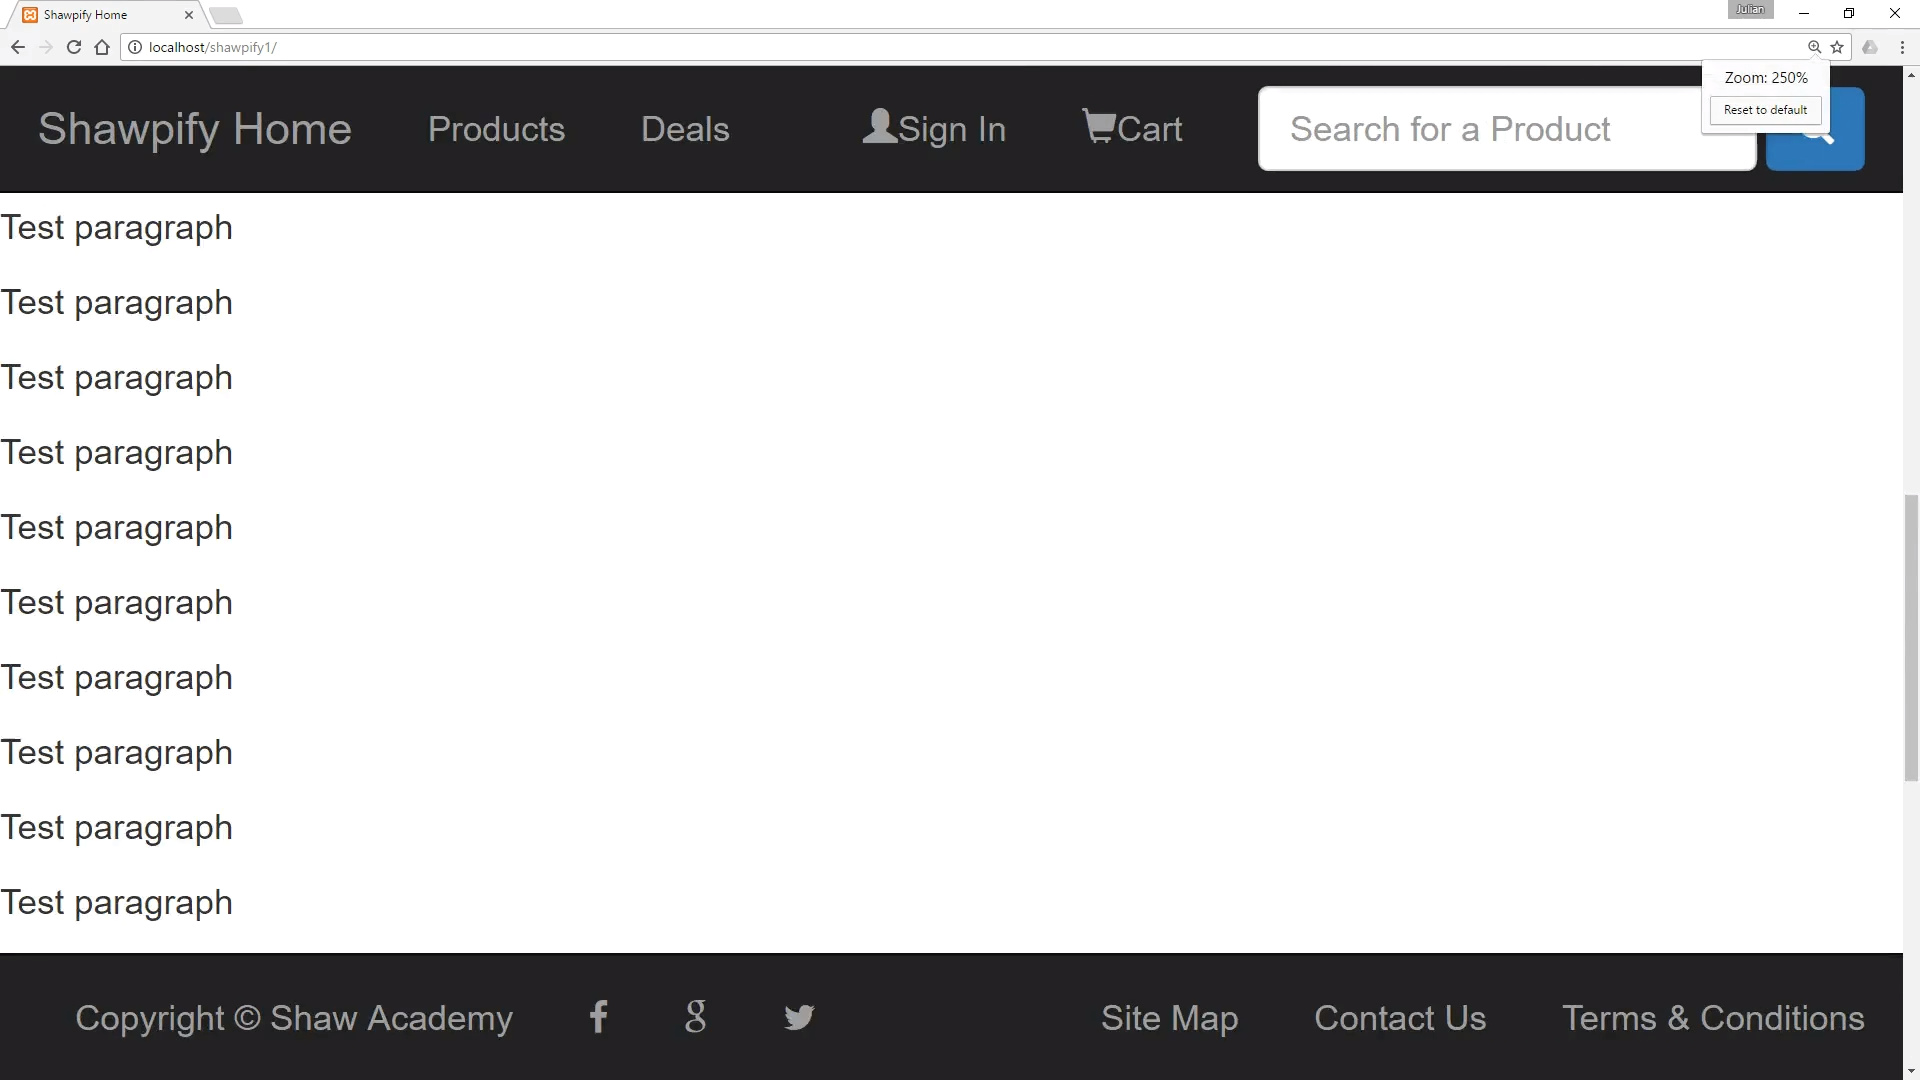 Shawpify Home
Julian
localhost/shawpify1/
Zoom: 250%
Reset to default
Shawpify Home Products Deals Sign In Cart Search for a Product
Test paragraph
Test paragraph
Test paragraph
Test paragraph
Test paragraph
Test paragraph
Test paragraph
Test paragraph
Test paragraph
Test paragraph
Copyright © Shaw Academy Site Map Contact Us Terms & Conditions